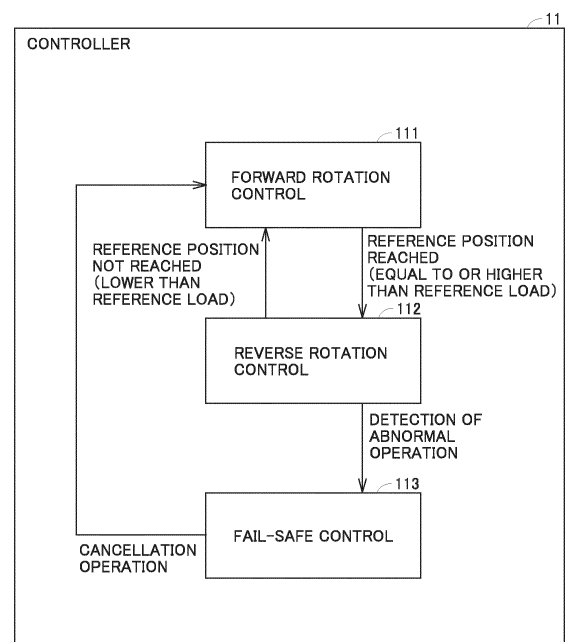 11
CONTROLLER
111
FORWARD ROTATION
CONTROL
REFERENCE POSITION
NOT REACHED
(LOWER THAN
REFERENCE LOAD)
REFERENCE POSITION
REACHED
(EQUAL TO OR HIGHER
THAN REFERENCE LOAD)
112
REVERSE ROTATION
CONTROL
DETECTION OF
ABNORMAL
OPERATION
113
FAIL-SAFE CONTROL
CANCELLATION
OPERATION